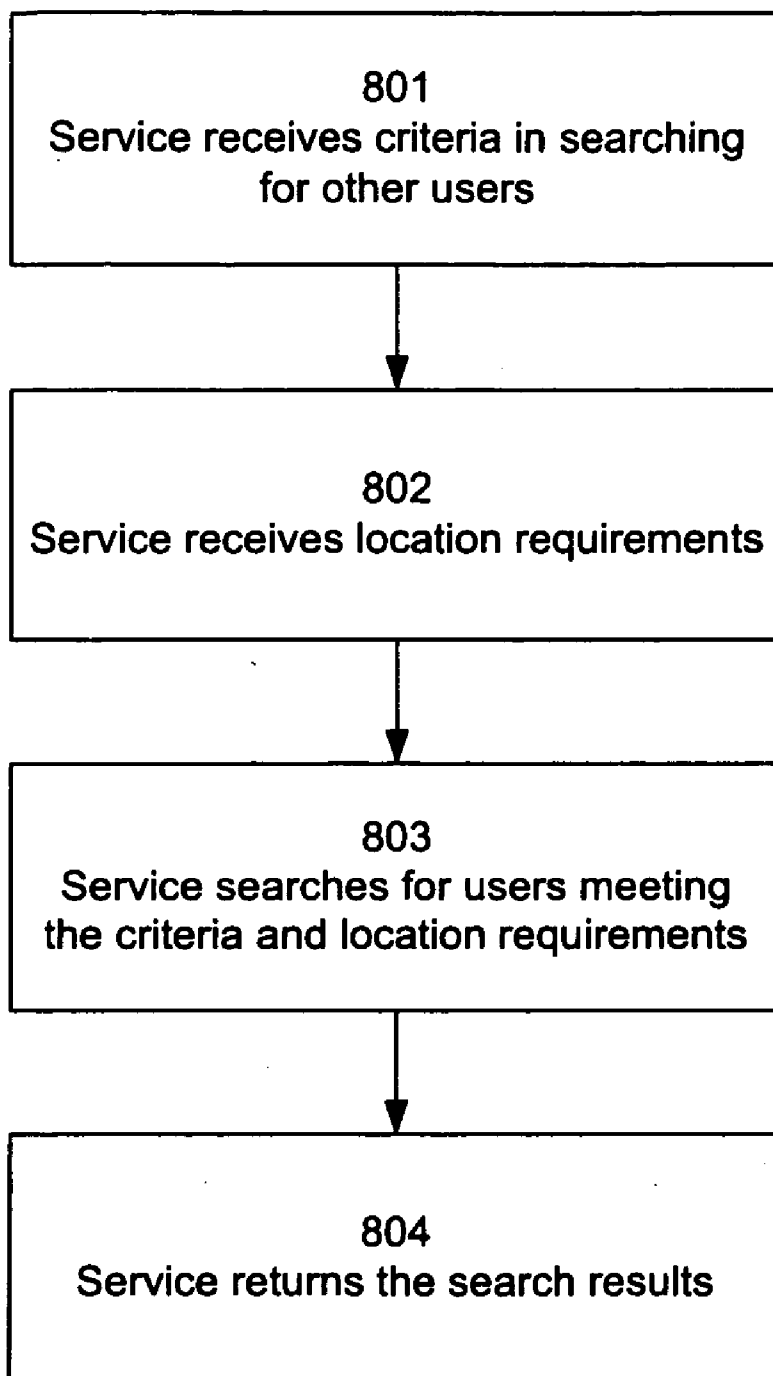 801
Service receives criteria in searching
for other users
802
Service receives location requirements
803
Service searches for users meeting
the criteria and location requirements
804
Service returns the search results